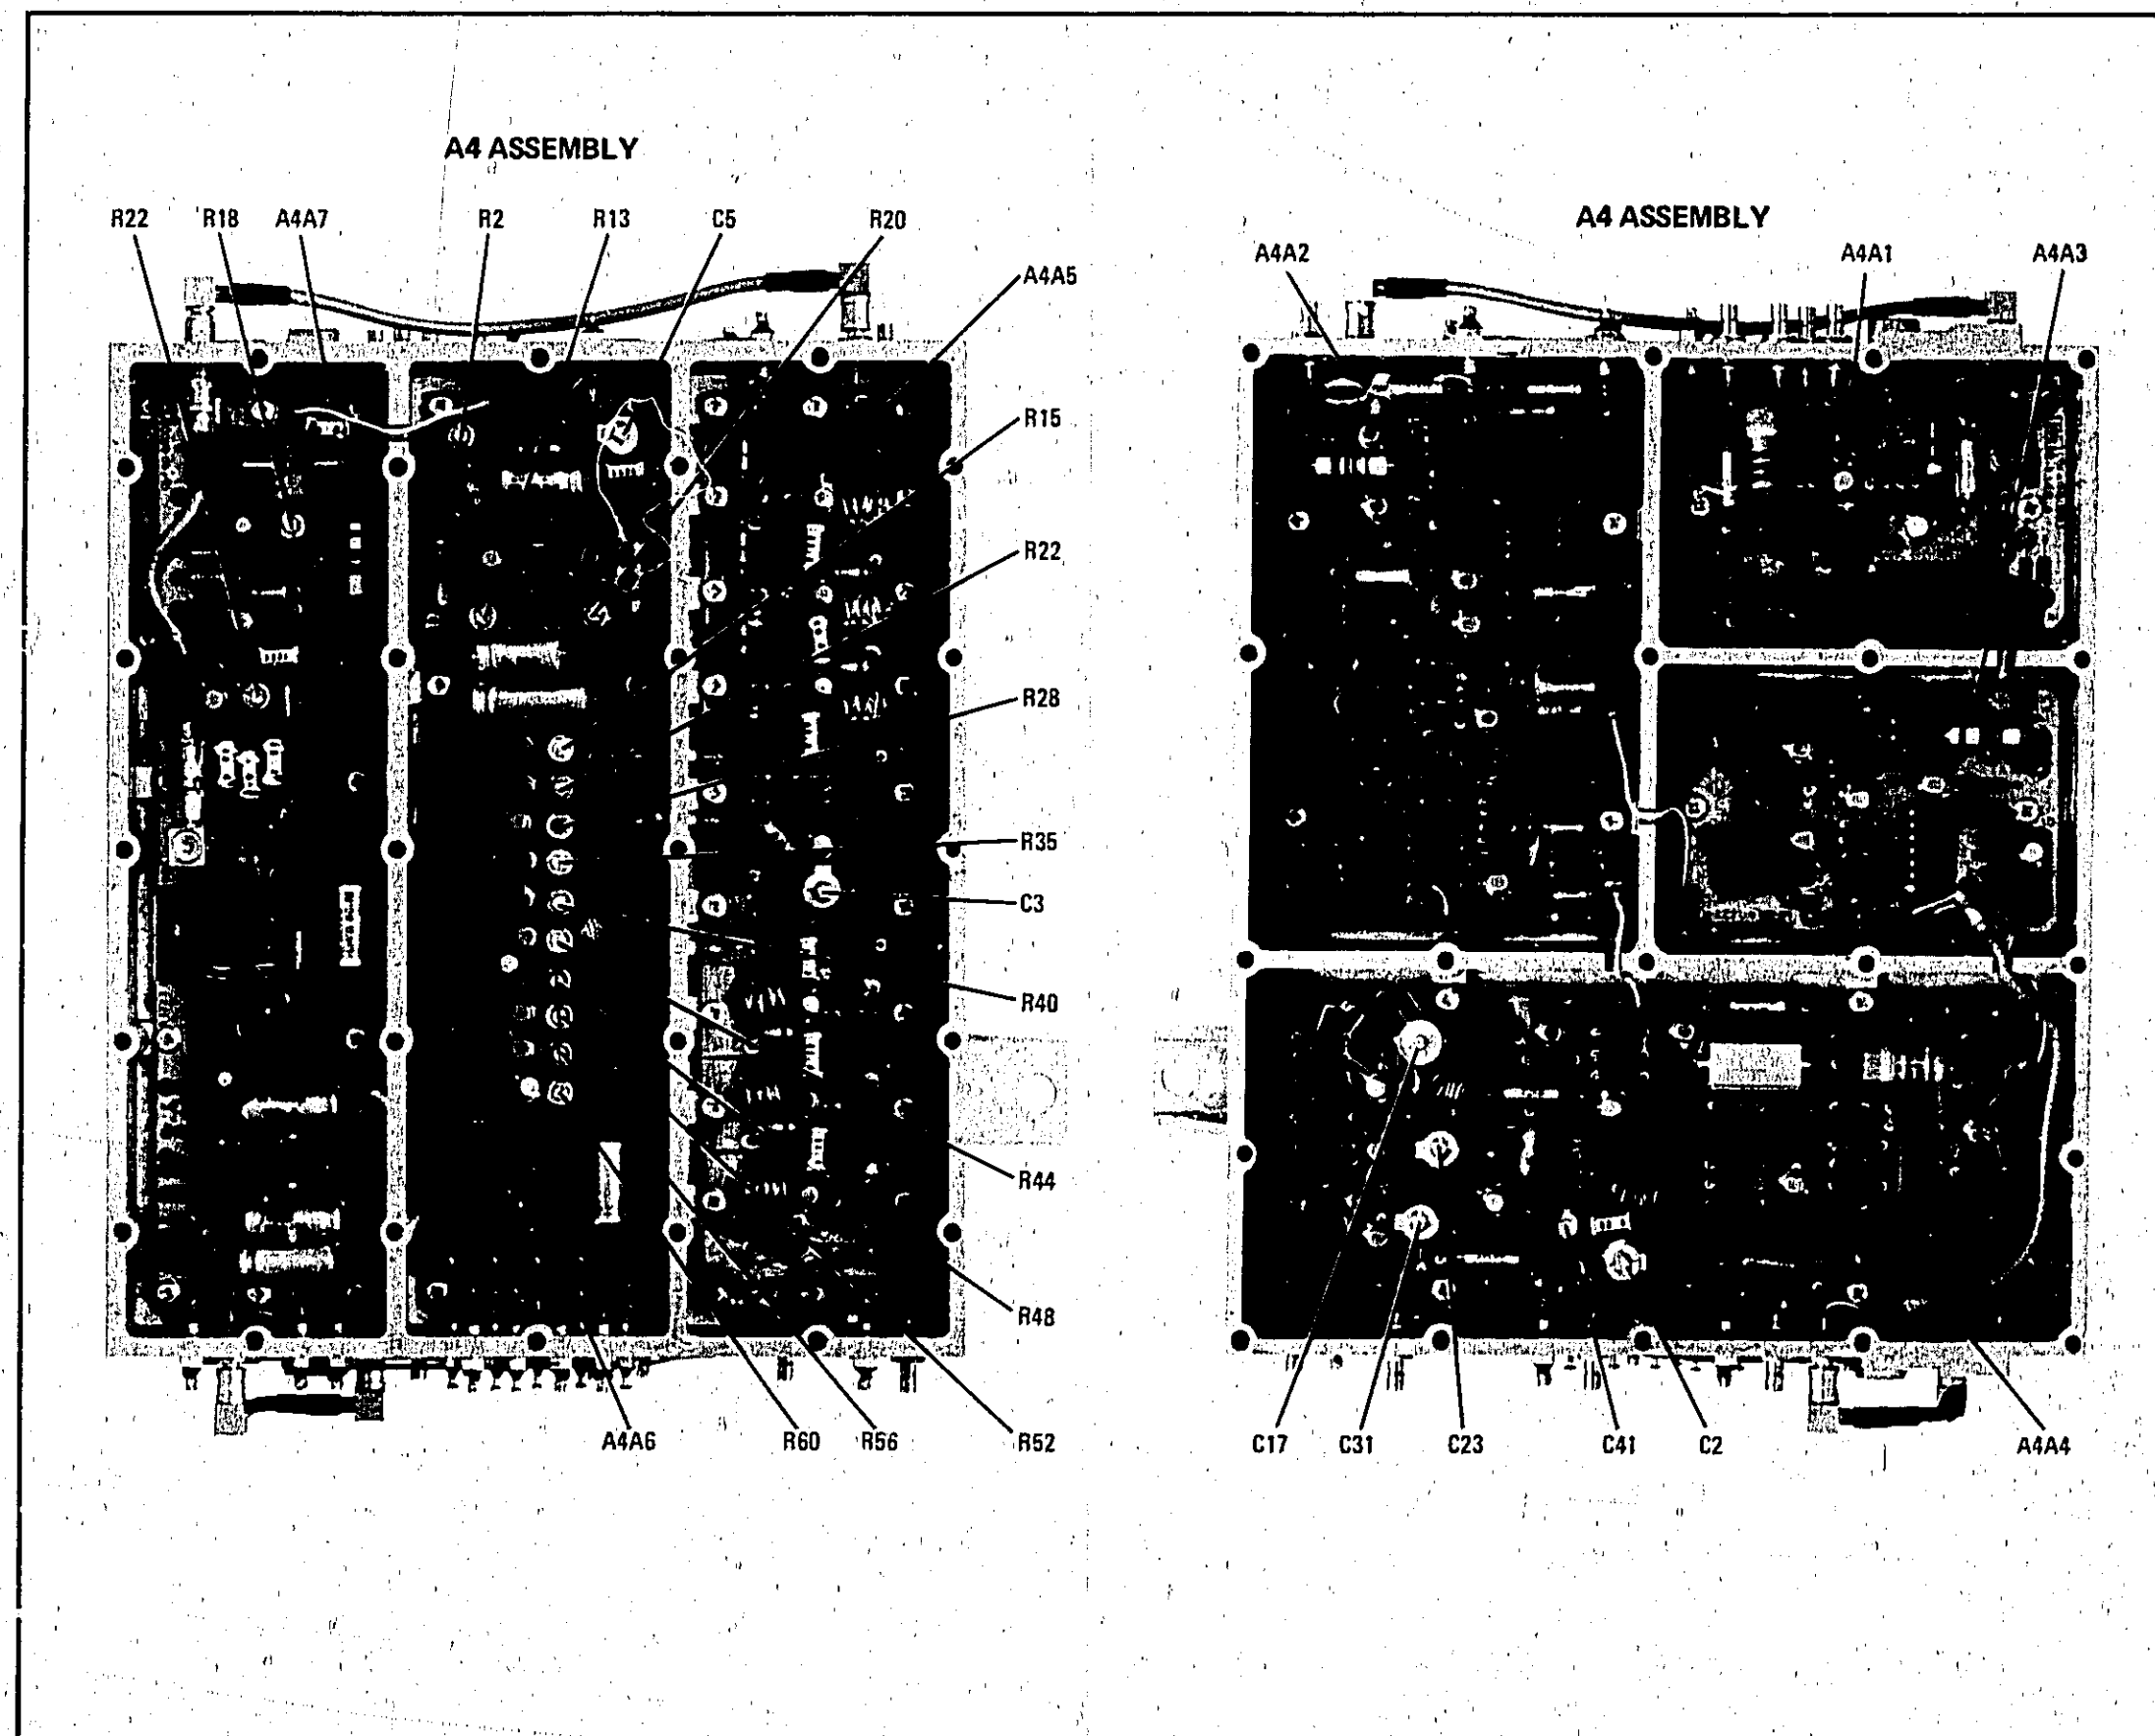 A4 ASSEMBLY
R22 R18 A4A7 R2 R13 C5 R20
A4A5
R15
R22
R28
R35
C3
R40
R44
R48
A4A6 R60 R56 R52
A4 ASSEMBLY
A4A2 A4A1 A4A3
C17 C31 C23 C41 C2 A4A4